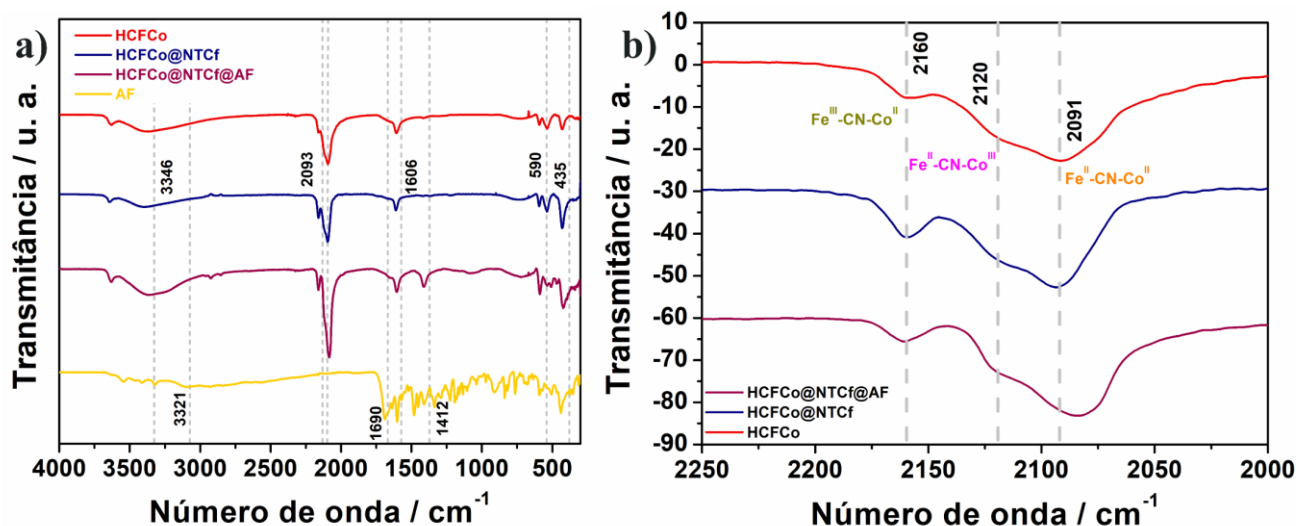 a)
HCFCo
HCFCo@NTCf
HCFCo@NTCf@AF
AF
3346
2093
1606
590
435
3321
1690
1412
Transmitância / u. a.
4000 3500 3000 2500 2000 1500 1000 500
Número de onda / cm⁻¹
b)
10
5
0
-10
-20
-30
-40
-50
-60
-70
-80
-90
2160
2120
2091
Feᴵᴵᴵ-CN-Coᴵᴵ
Feᴵᴵ-CN-Coᴵᴵᴵ
Feᴵᴵ-CN-Coᴵᴵ
HCFCo@NTCf@AF
HCFCo@NTCf
HCFCo
Transmitância / u. a.
2250 2200 2150 2100 2050 2000
Número de onda / cm⁻¹